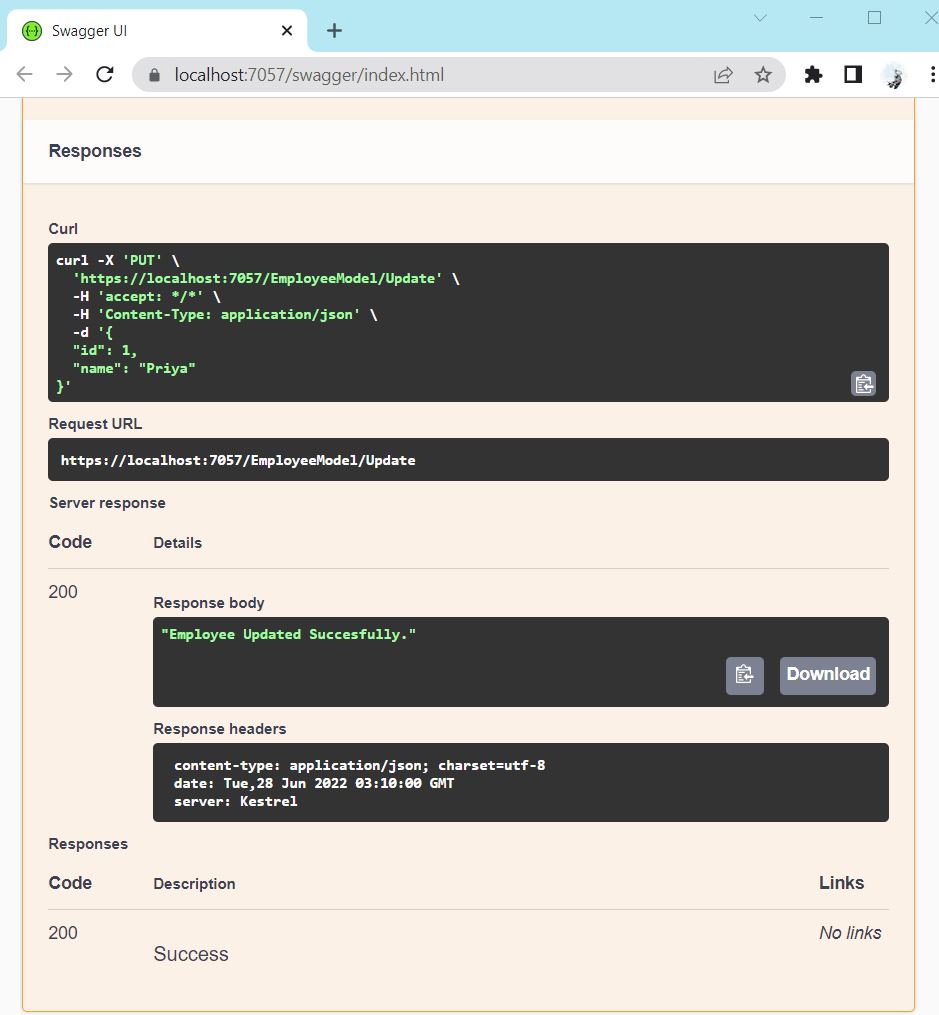 Swagger UI
localhost:7057/swagger/index.html
Responses
Curl
curl -X 'PUT' \
'https://localhost:7057/EmployeeModel/Update' \
-H 'accept: */*' \
-H 'Content-Type: application/json' \
-d '{
"id": 1,
"name": "Priya"
}'
Request URL
https://localhost:7057/EmployeeModel/Update
Server response
Code Details
200
Response body
"Employee Updated Succesfully."
Download
Response headers
content-type: application/json; charset=utf-8
date: Tue,28 Jun 2022 03:10:00 GMT
server: Kestrel
Responses
Code Description Links
200 No links
Success